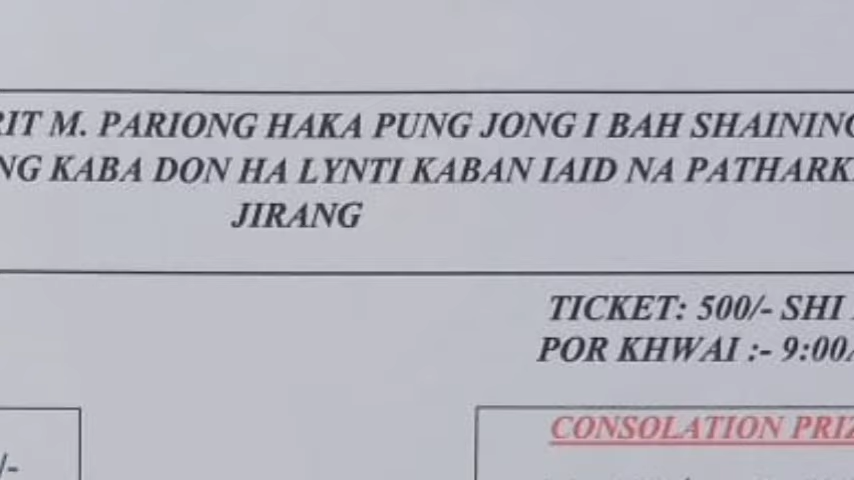 RIT M. PARIONG HAKA PUNG JONG I BAH SHAINING
NG KABA DON HA LYNTI KABAN IAID NA PATHARK
JIRANG
TICKET: 500/- SHI
POR KHWAI :- 9:00
CONSOLATION PRIZ
/-